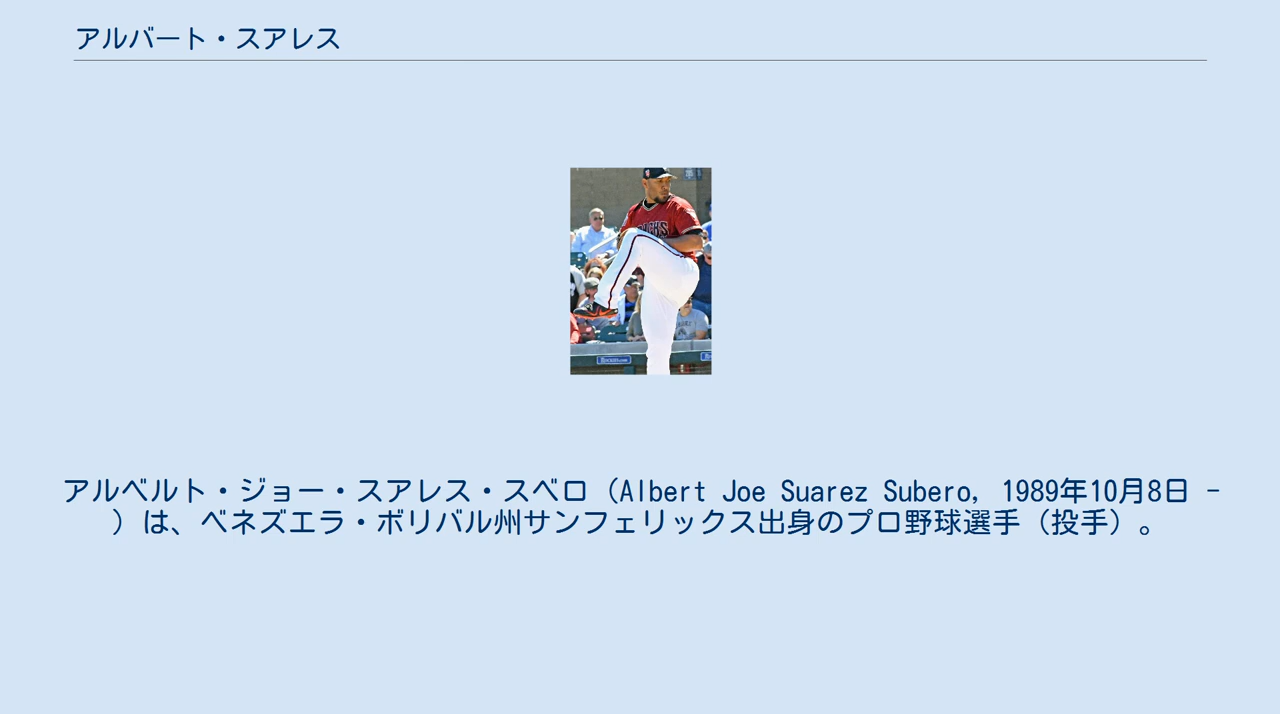 アルバート・スアレス
アルベルト・ジョー・スアレス・スベロ（Albert Joe Suarez Subero, 1989年10月8日 -
）は、ベネズエラ・ボリバル州サンフェリックス出身のプロ野球選手（投手）。